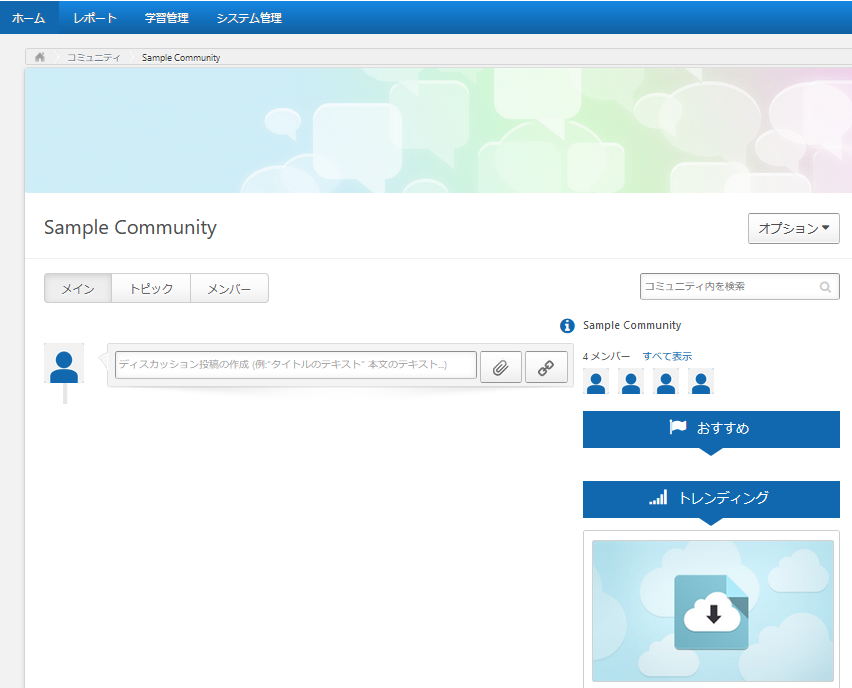 ホーム レポート 学習管理 システム管理
コミュニティ Sample Community
Sample Community
オプション
メイン トピック メンバー
コミュニティ内を検索
Sample Community
ディスカッション投稿の作成 (例:"タイトルのテキスト" 本文のテキスト...)
4 メンバー すべて表示
おすすめ
トレンディング